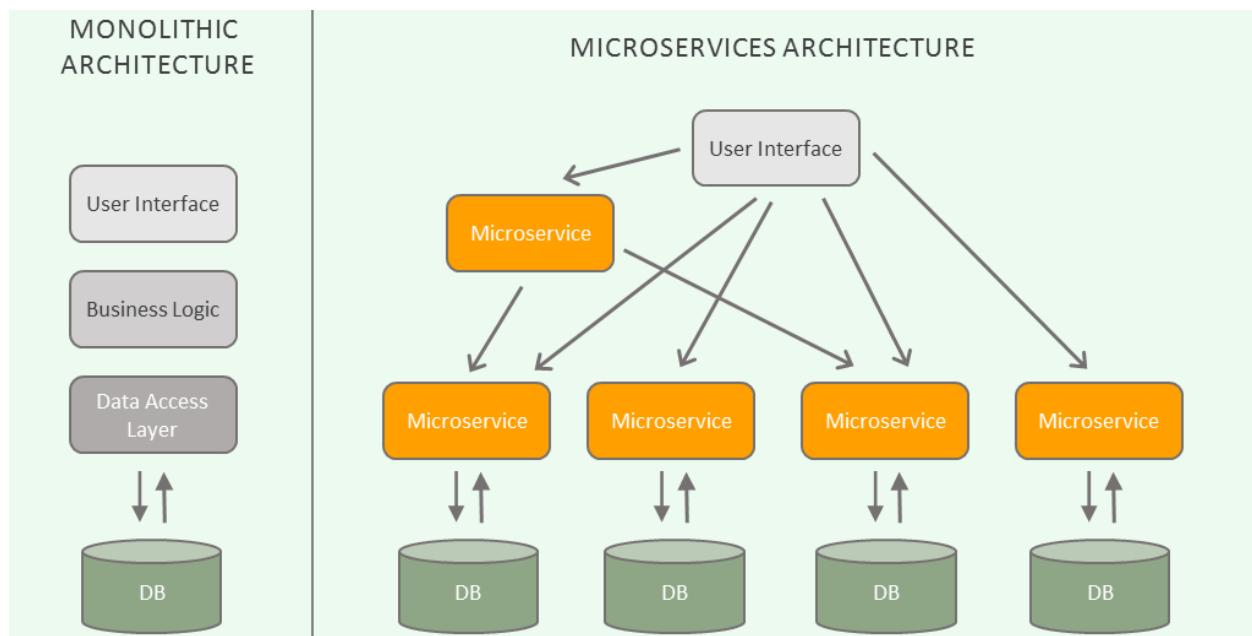 MONOLITHIC
ARCHITECTURE
User Interface
Business Logic
Data Access
Layer
DB
MICROSERVICES ARCHITECTURE
User Interface
Microservice
Microservice
Microservice
Microservice
Microservice
DB
DB
DB
DB